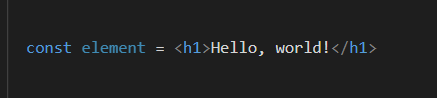 const element = <h1>Hello, world!</h1>